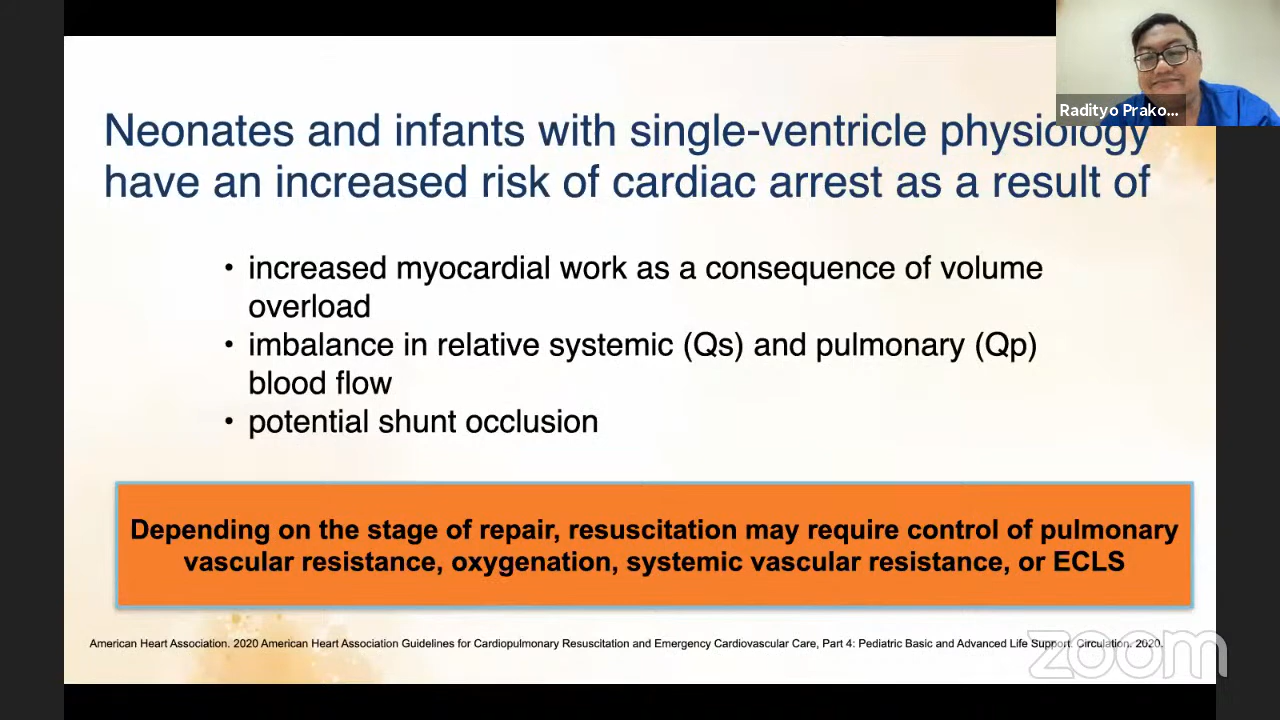 Radityo Prako...
Neonates and infants with single-ventricle physiology
have an increased risk of cardiac arrest as a result of
• increased myocardial work as a consequence of volume
overload
• imbalance in relative systemic (Qs) and pulmonary (Qp)
blood flow
• potential shunt occlusion
Depending on the stage of repair, resuscitation may require control of pulmonary
vascular resistance, oxygenation, systemic vascular resistance, or ECLS
American Heart Association. 2020 American Heart Association Guidelines for Cardiopulmonary Resuscitation and Emergency Cardiovascular Care, Part 4: Pediatric Basic and Advanced Life Support. Circulation. 2020.
zoom